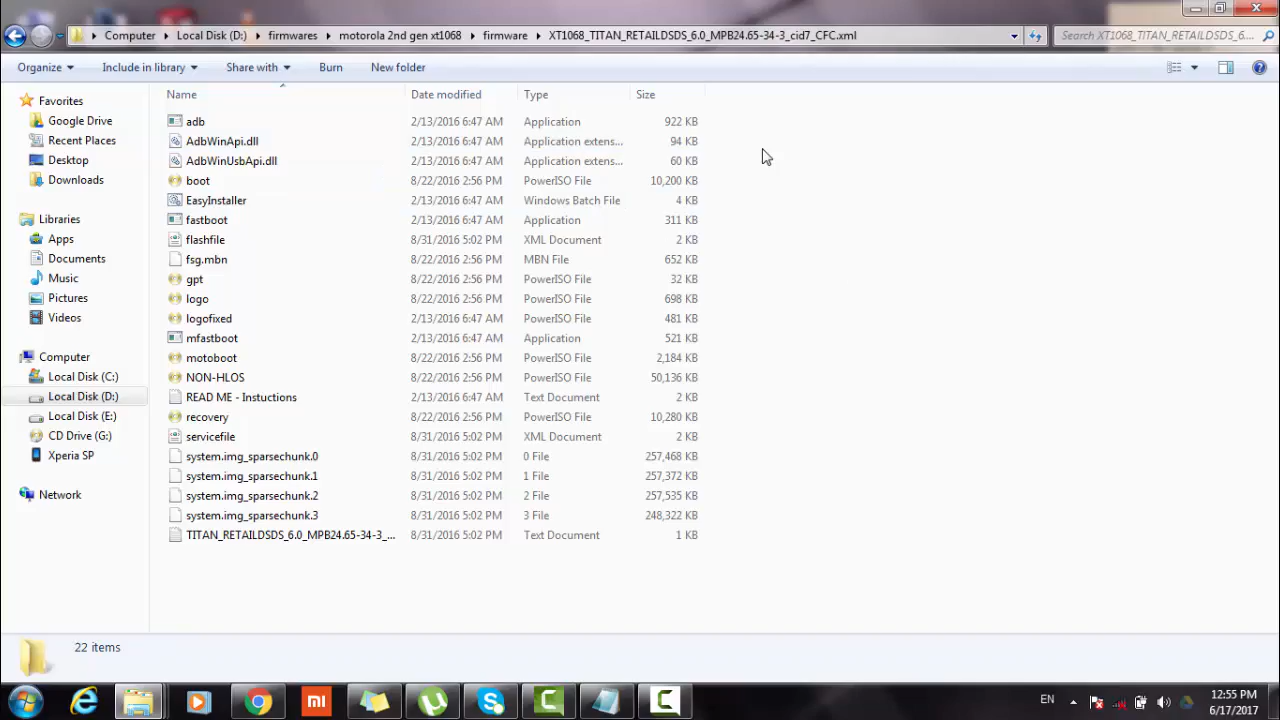 Computer ▸ Local Disk (D:) ▸ firmwares ▸ motorola 2nd gen xt1068 ▸ firmware ▸ XT1068_TITAN_RETAILDSDS_6.0_MPB24.65-34-3_cid7_CFC.xml
Search XT1068_TITAN_RETAILDSDS_6....
Organize Include in library Share with Burn New folder
Name Date modified Type Size
Favorites
Google Drive
Recent Places
Desktop
Downloads
Libraries
Apps
Documents
Music
Pictures
Videos
Computer
Local Disk (C:)
Local Disk (D:)
Local Disk (E:)
CD Drive (G:)
Xperia SP
Network
adb 2/13/2016 6:47 AM Application 922 KB
AdbWinApi.dll 2/13/2016 6:47 AM Application extens... 94 KB
AdbWinUsbApi.dll 2/13/2016 6:47 AM Application extens... 60 KB
boot 8/22/2016 2:56 PM PowerISO File 10,200 KB
EasyInstaller 2/13/2016 6:47 AM Windows Batch File 4 KB
fastboot 2/13/2016 6:47 AM Application 311 KB
flashfile 8/31/2016 5:02 PM XML Document 2 KB
fsg.mbn 8/22/2016 2:56 PM MBN File 652 KB
gpt 8/22/2016 2:56 PM PowerISO File 32 KB
logo 8/22/2016 2:56 PM PowerISO File 698 KB
logofixed 2/13/2016 6:47 AM PowerISO File 481 KB
mfastboot 2/13/2016 6:47 AM Application 521 KB
motoboot 8/22/2016 2:56 PM PowerISO File 2,184 KB
NON-HLOS 8/22/2016 2:56 PM PowerISO File 50,136 KB
READ ME - Instuctions 2/13/2016 6:47 AM Text Document 2 KB
recovery 8/22/2016 2:56 PM PowerISO File 10,280 KB
servicefile 8/31/2016 5:02 PM XML Document 2 KB
system.img_sparsechunk.0 8/31/2016 5:02 PM 0 File 257,468 KB
system.img_sparsechunk.1 8/31/2016 5:02 PM 1 File 257,372 KB
system.img_sparsechunk.2 8/31/2016 5:02 PM 2 File 257,535 KB
system.img_sparsechunk.3 8/31/2016 5:02 PM 3 File 248,322 KB
TITAN_RETAILDSDS_6.0_MPB24.65-34-3_... 8/31/2016 5:02 PM Text Document 1 KB
22 items
mi
EN
12:55 PM
6/17/2017